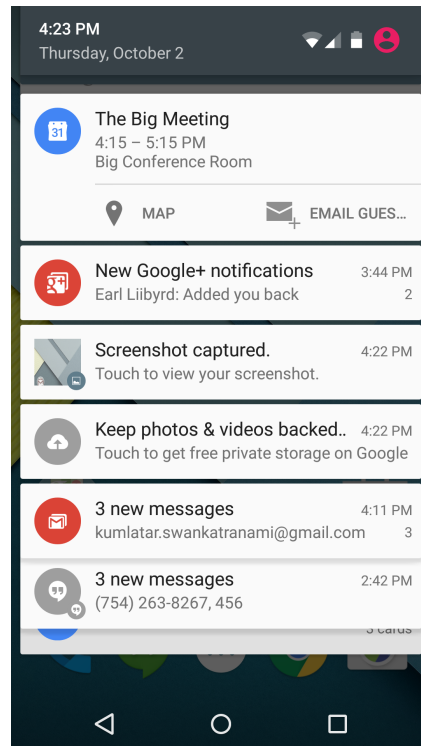 4:23 PM
Thursday, October 2
The Big Meeting
31
4:15 – 5:15 PM
Big Conference Room
MAP
EMAIL GUES...
New Google+ notifications
3:44 PM
Earl Liibyrd: Added you back
2
Screenshot captured.
4:22 PM
Touch to view your screenshot.
Keep photos & videos backed..
4:22 PM
Touch to get free private storage on Google
3 new messages
4:11 PM
kumlatar.swankatranami@gmail.com
3
3 new messages
2:42 PM
(754) 263-8267, 456
3 cards